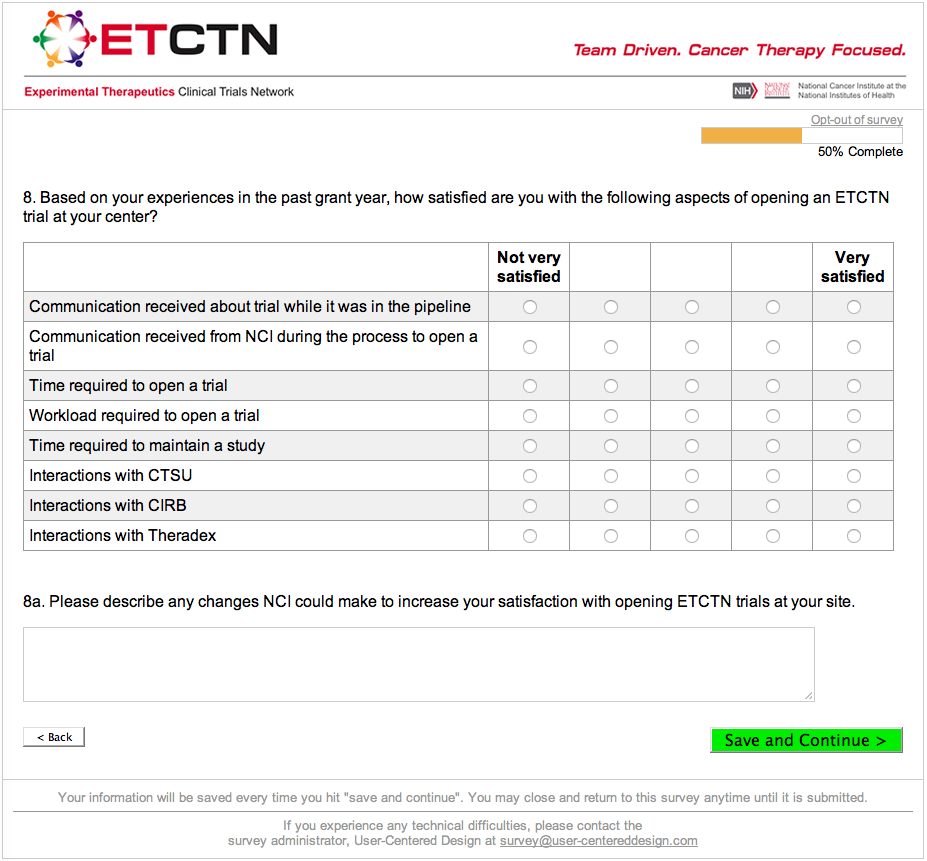 ETCTN
Team Driven. Cancer Therapy Focused.
Experimental Therapeutics Clinical Trials Network
NIH
NATIONAL
CANCER
INSTITUTE
National Cancer Institute at the
National Institutes of Health
Opt-out of survey
50% Complete
8. Based on your experiences in the past grant year, how satisfied are you with the following aspects of opening an ETCTN
trial at your center?
Not very
satisfied
Very
satisfied
Communication received about trial while it was in the pipeline
Communication received from NCI during the process to open a
trial
Time required to open a trial
Workload required to open a trial
Time required to maintain a study
Interactions with CTSU
Interactions with CIRB
Interactions with Theradex
8a. Please describe any changes NCI could make to increase your satisfaction with opening ETCTN trials at your site.
< Back
Save and Continue >
Your information will be saved every time you hit "save and continue". You may close and return to this survey anytime until it is submitted.
If you experience any technical difficulties, please contact the
survey administrator, User-Centered Design at survey@user-centereddesign.com